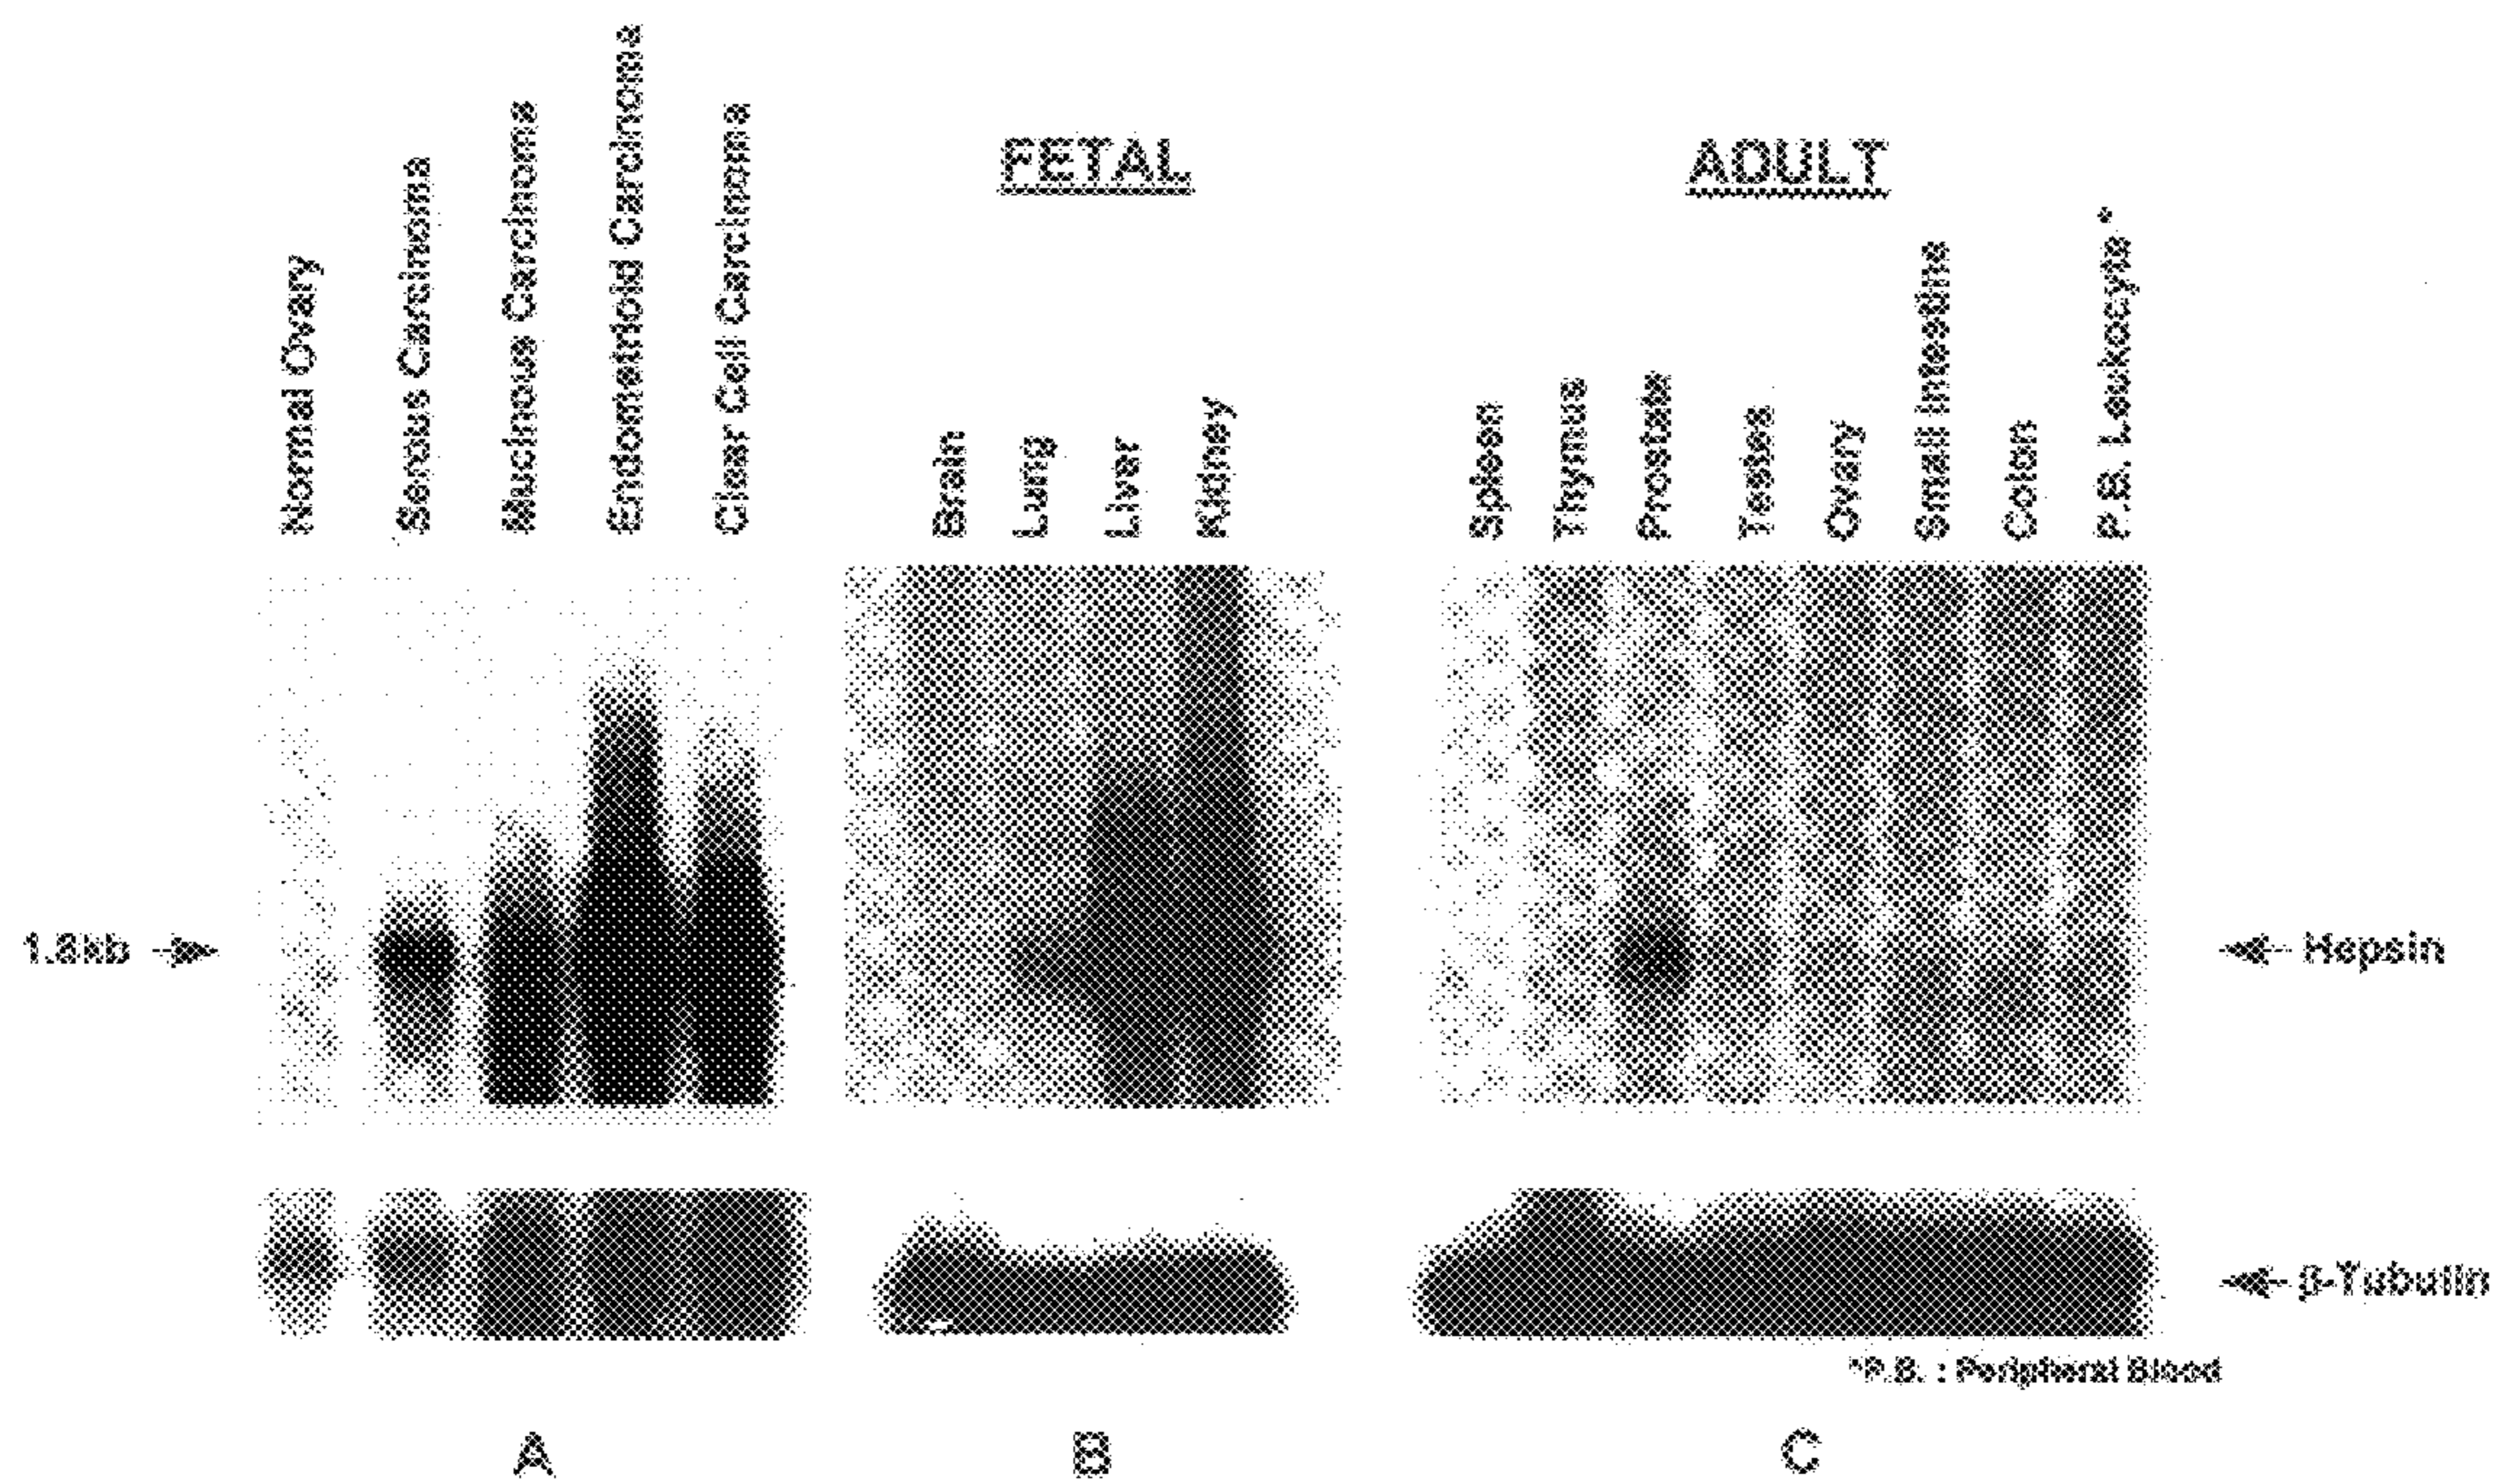 Normal Ovary
Serous Carcinoma
Mucinous Carcinoma
Endometrioid Carcinoma
Clear Cell Carcinoma
FETAL
Brain
Lung
Liver
Kidney
ADULT
Spleen
Thymus
Prostate
Testes
Ovary
Small Intestine
Colon
P.B. Leukocyte*
1.8kb
Hepsin
β-Tubulin
*P.B. : Peripheral Blood
A
B
C